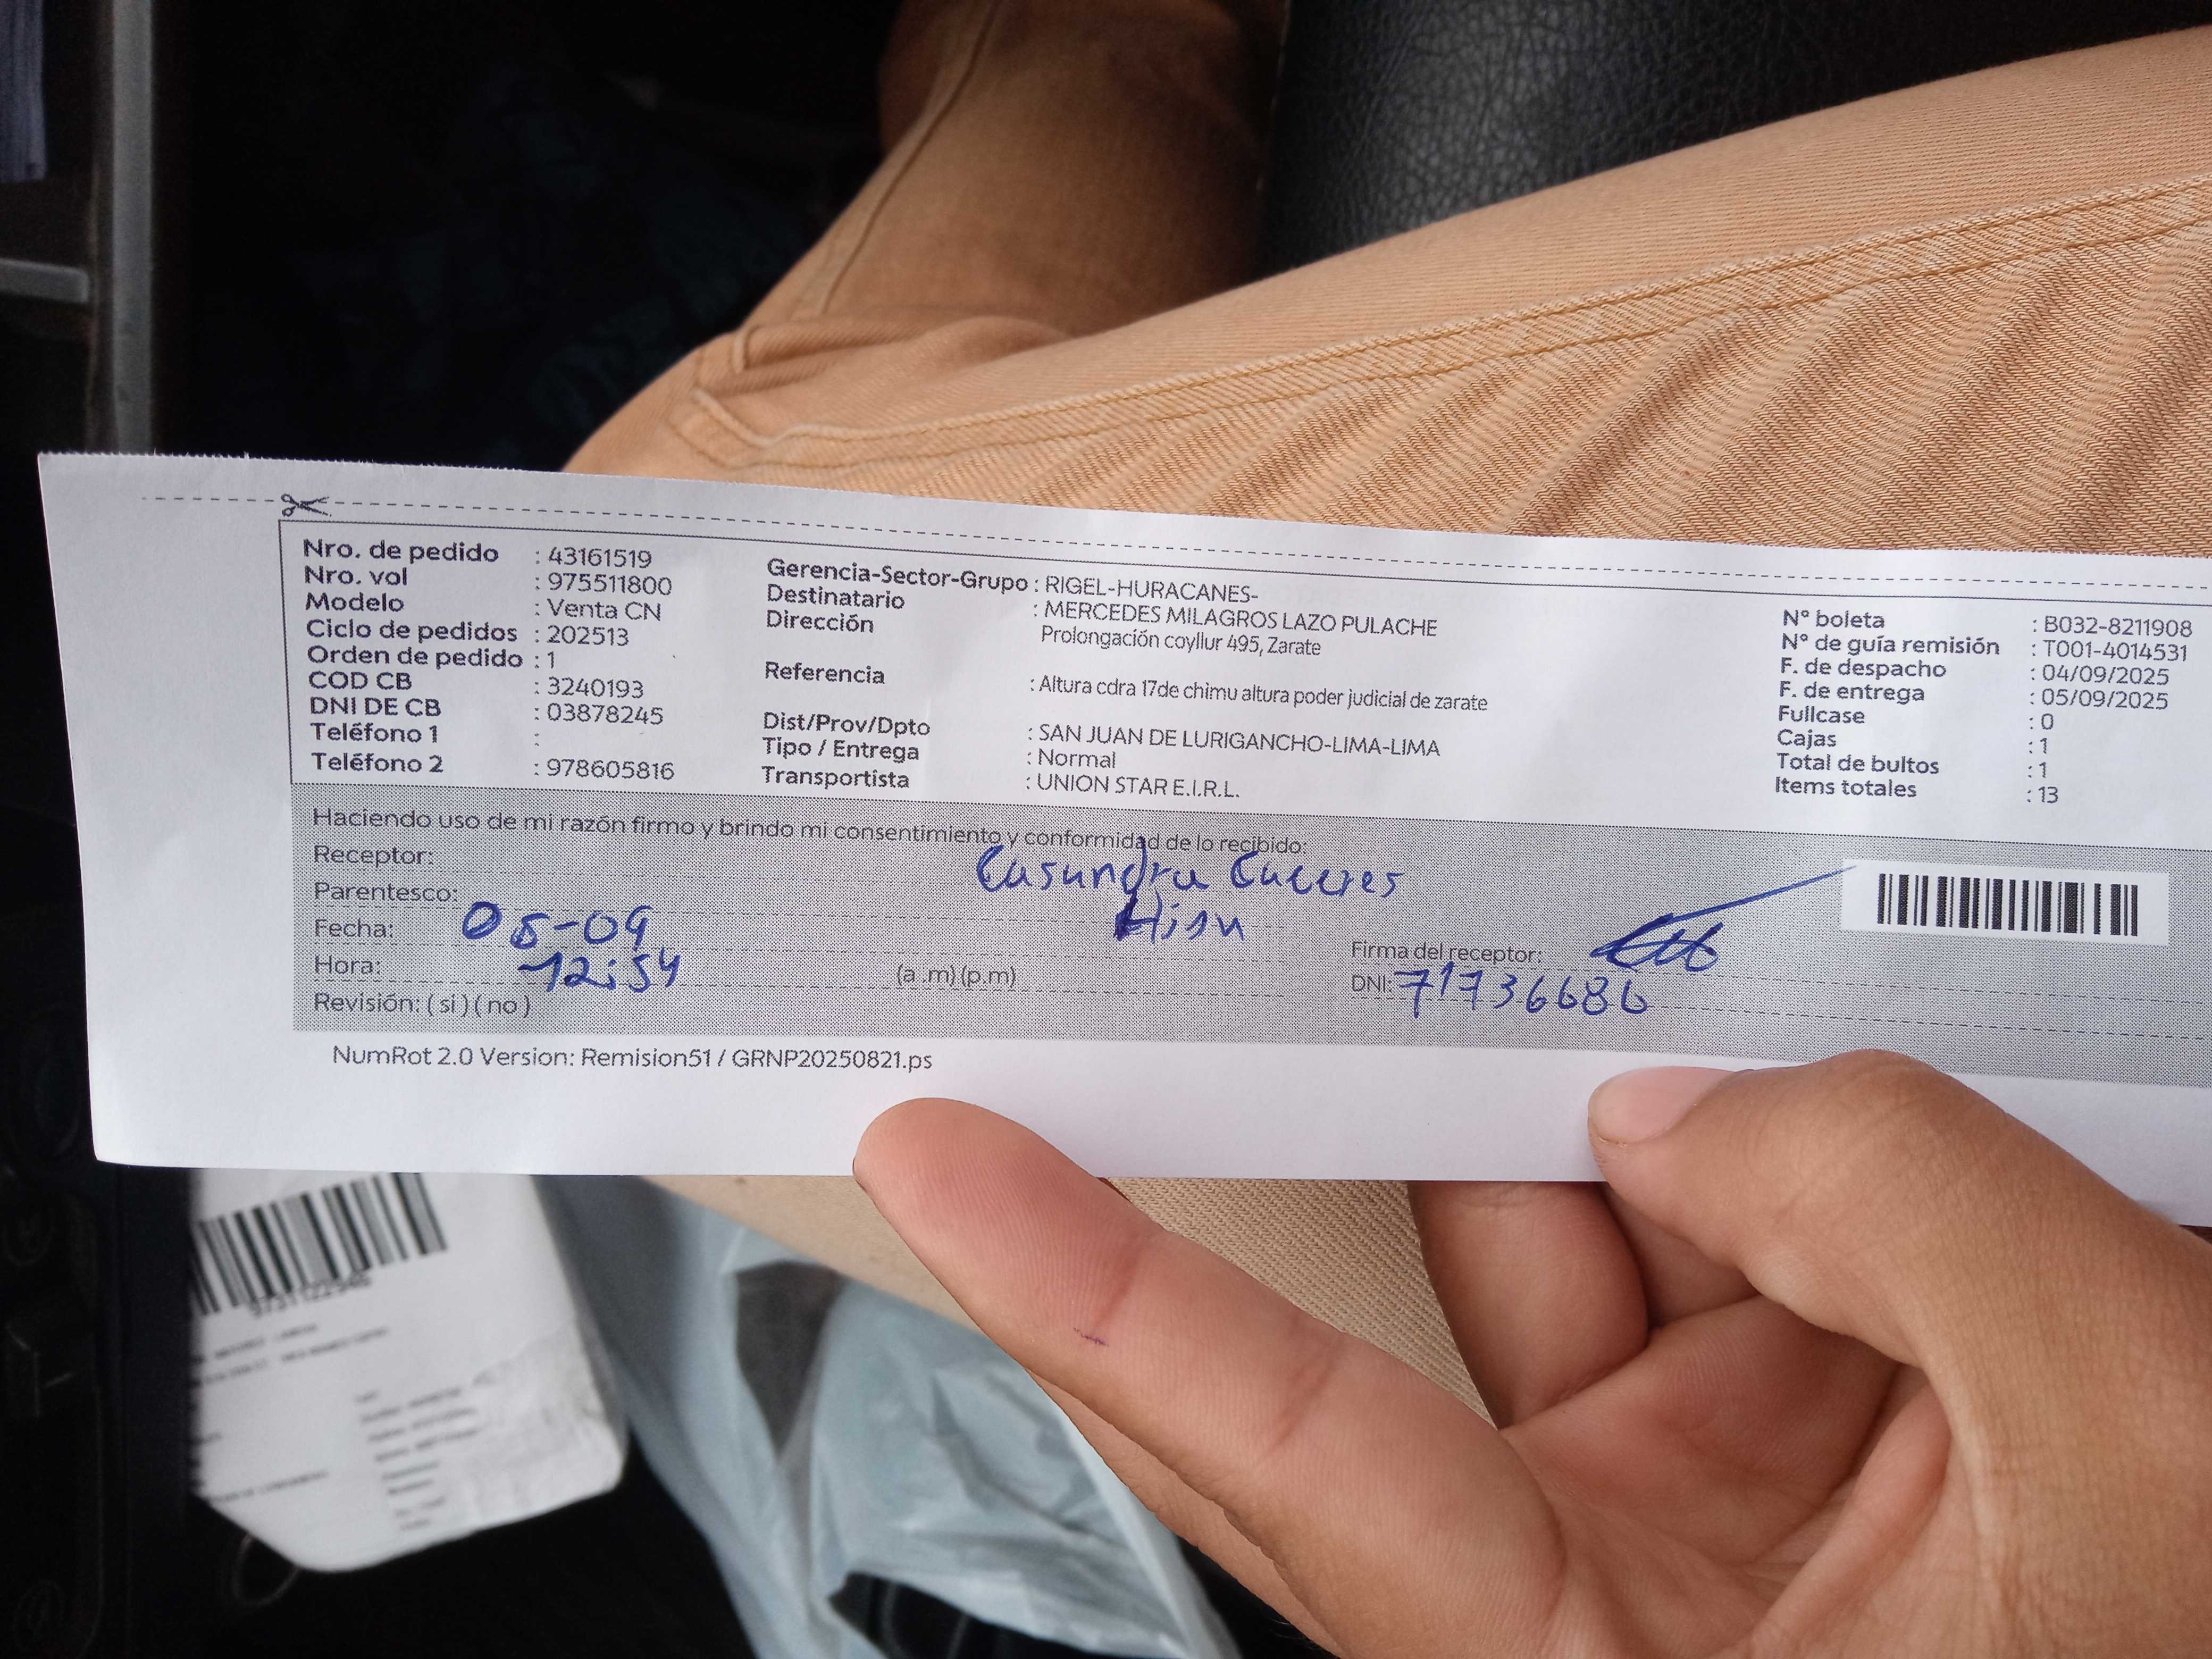 Nro. de pedido : 43161519
Nro. vol : 975511800
Modelo : Venta CN
Ciclo de pedidos : 202513
Orden de pedido : 1
COD CB : 3240193
DNI DE CB : 03878245
Teléfono 1 :
Teléfono 2 : 978605816
Gerencia-Sector-Grupo : RIGEL-HURACANES-
Destinatario : MERCEDES MILAGROS LAZO PULACHE
Dirección Prolongación coyllur 495, Zarate
Referencia : Altura cdra 17de chimu altura poder judicial de zarate
Dist/Prov/Dpto : SAN JUAN DE LURIGANCHO-LIMA-LIMA
Tipo / Entrega : Normal
Transportista : UNION STAR E.I.R.L.
N° boleta : B032-8211908
N° de guía remisión : T001-4014531
F. de despacho : 04/09/2025
F. de entrega : 05/09/2025
Fullcase : 0
Cajas : 1
Total de bultos : 1
Items totales : 13
Haciendo uso de mi razón firmo y brindo mi consentimiento y conformidad de lo recibido:
Receptor: Casandra Caceres
Parentesco: Hija
Fecha: 05-09
Firma del receptor:
Hora: 12:54 (a .m) (p.m)
DNI: 71736686
Revisión: ( si ) ( no )
NumRot 2.0 Version: Remision51 / GRNP20250821.ps